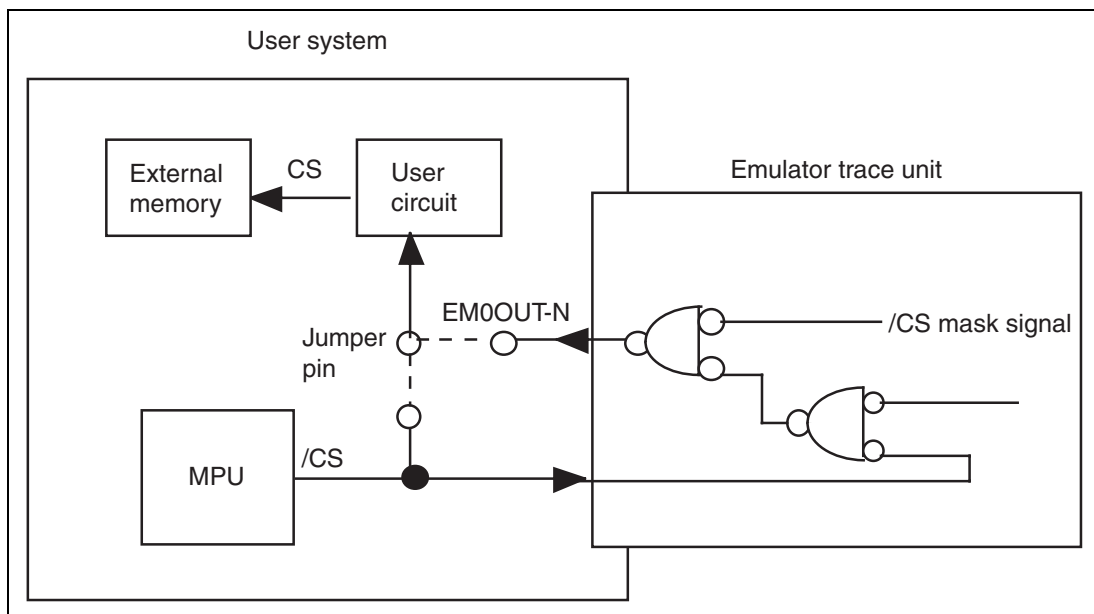 User system
External
memory
CS
User
circuit
Emulator trace unit
EM0OUT-N
Jumper
pin
/CS mask signal
MPU
/CS